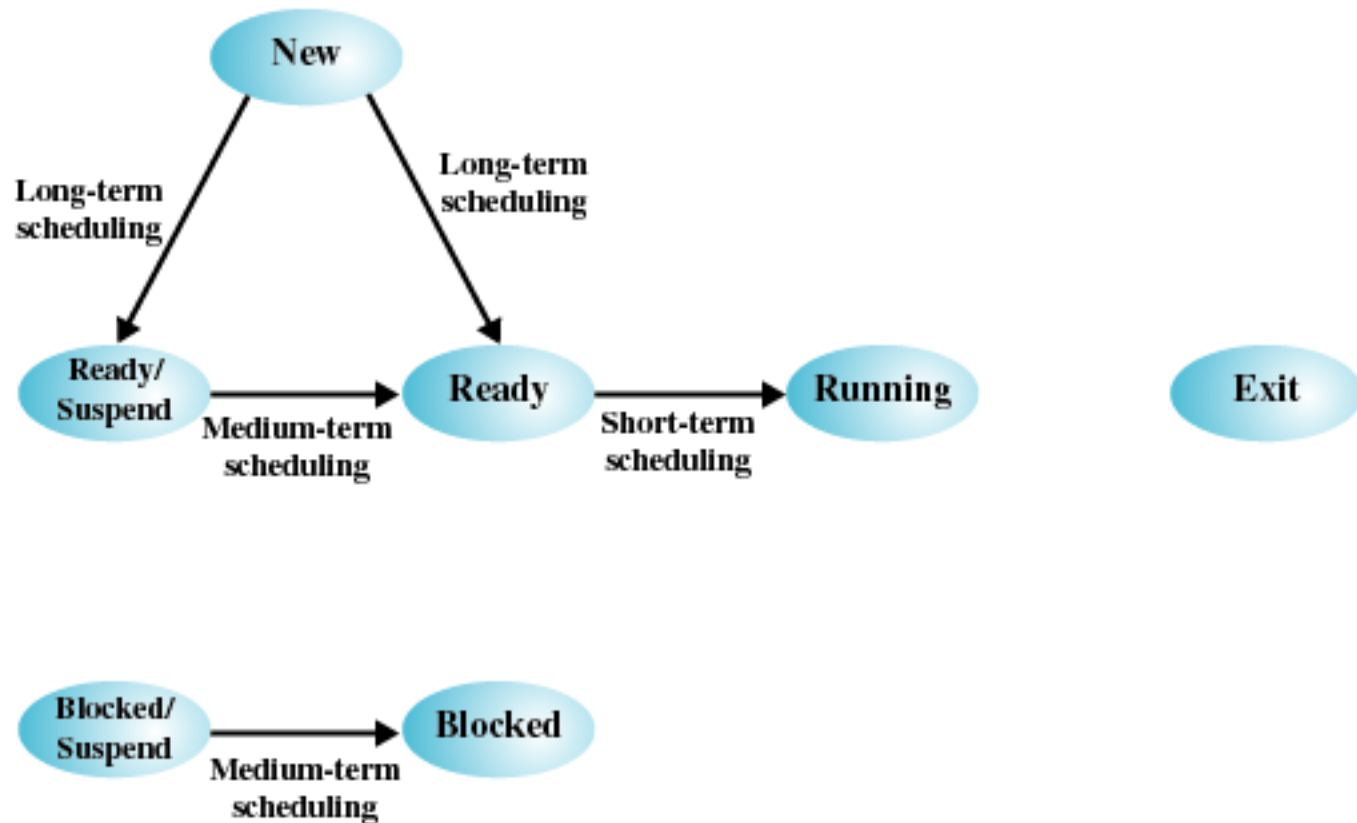 New
Long-term
scheduling
Long-term
scheduling
Ready/
Suspend
Medium-term
scheduling
Ready
Short-term
scheduling
Running
Exit
Blocked/
Suspend
Medium-term
scheduling
Blocked